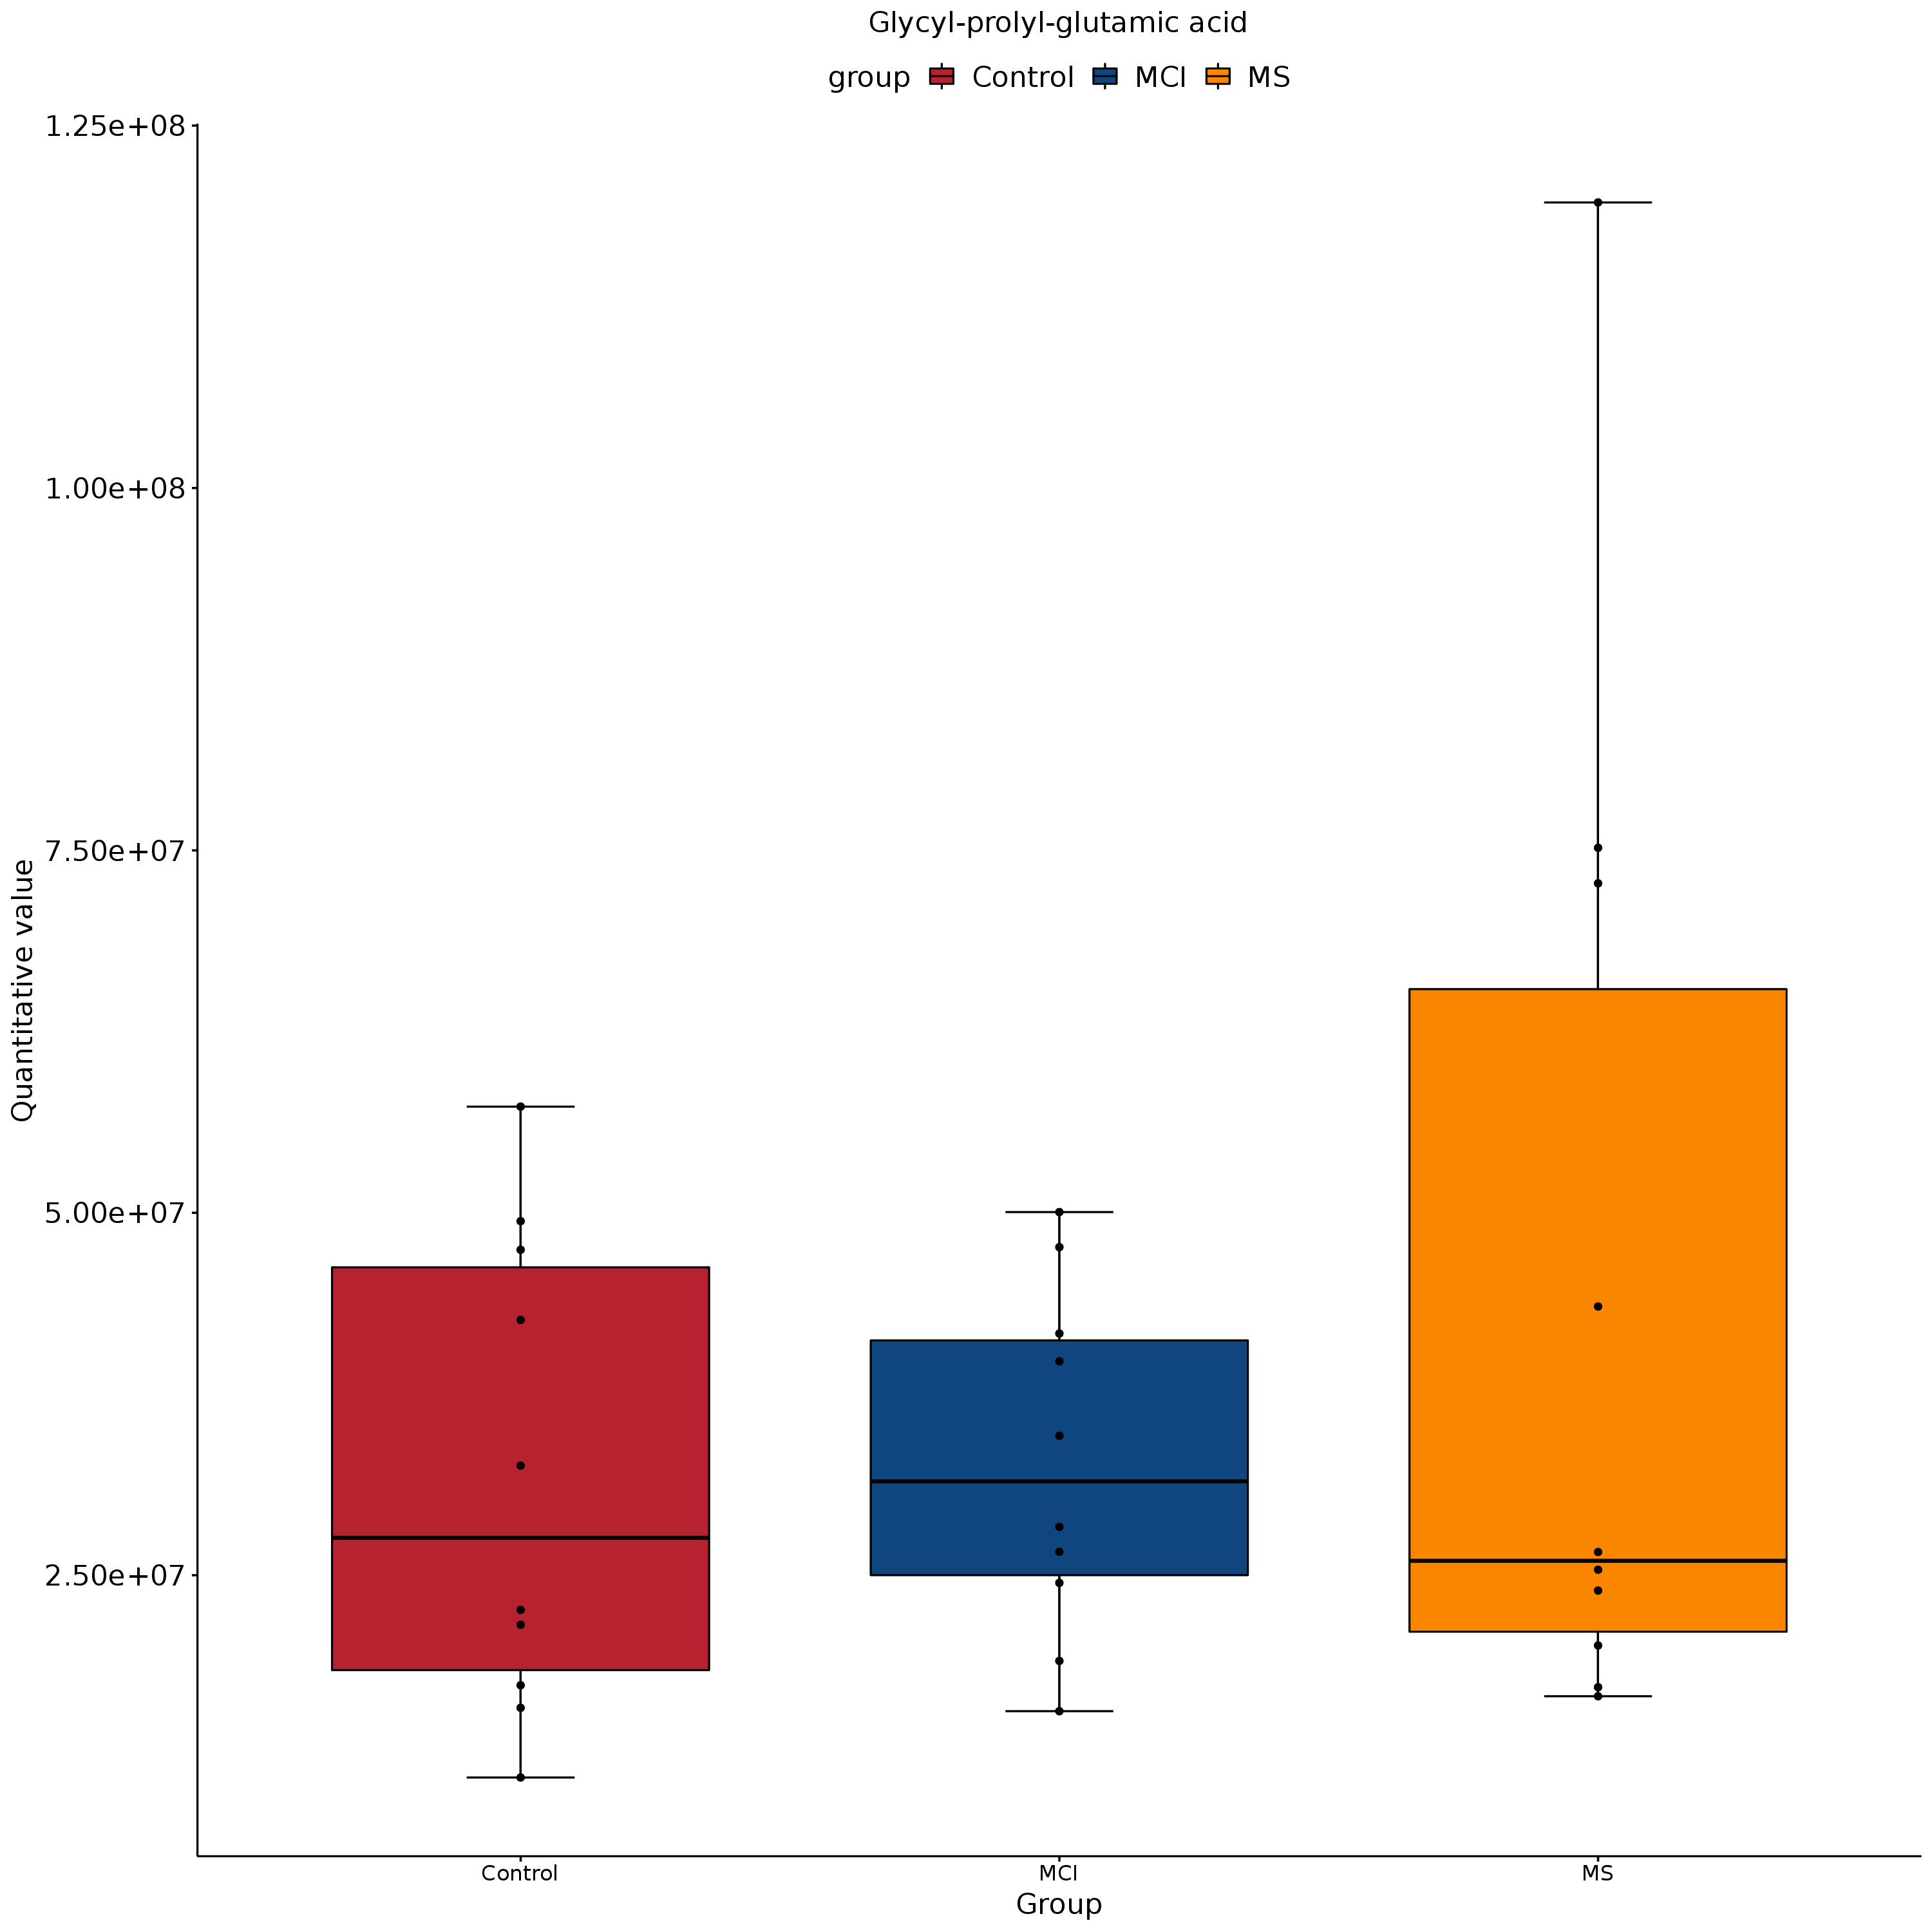 Glycyl-prolyl-glutamic acid
group Control MCI MS
1.25e+08
1.00e+08
7.50e+07
5.00e+07
2.50e+07
Quantitative value
Control MCI MS
Group